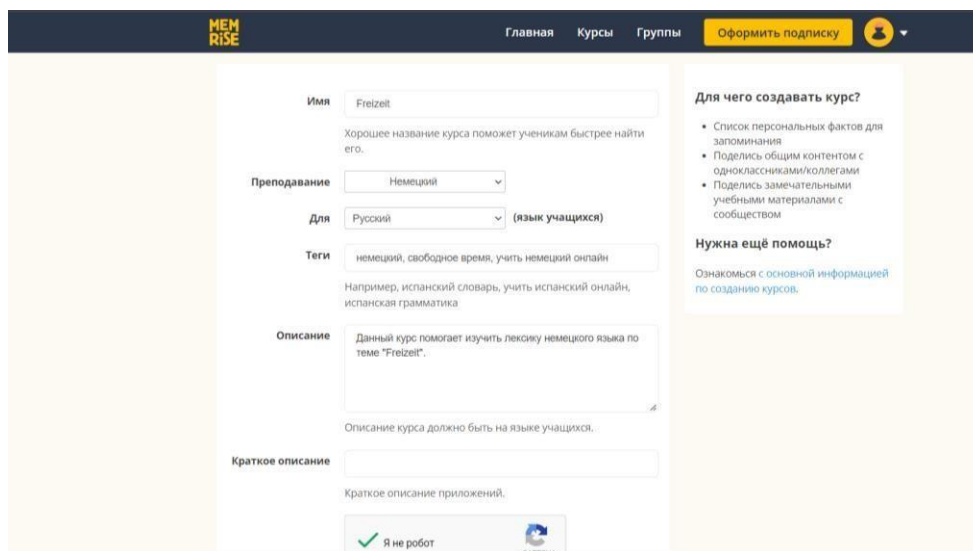 MEM
RiSE
Главная Курсы Группы Оформить подписку
Имя Freizeit
Хорошее название курса поможет ученикам быстрее найти
его.
Преподавание Немецкий
Для Русский (язык учащихся)
Теги немецкий, свободное время, учить немецкий онлайн
Например, испанский словарь, учить испанский онлайн,
испанская грамматика
Описание Данный курс помогает изучить лексику немецкого языка по
теме "Freizeit".
Описание курса должно быть на языке учащихся.
Краткое описание
Краткое описание приложений.
Я не робот
Для чего создавать курс?
Список персональных фактов для
запоминания
Поделись общим контентом с
одноклассниками/коллегами
Поделись замечательными
учебными материалами с
сообществом
Нужна ещё помощь?
Ознакомься с основной информацией
по созданию курсов.